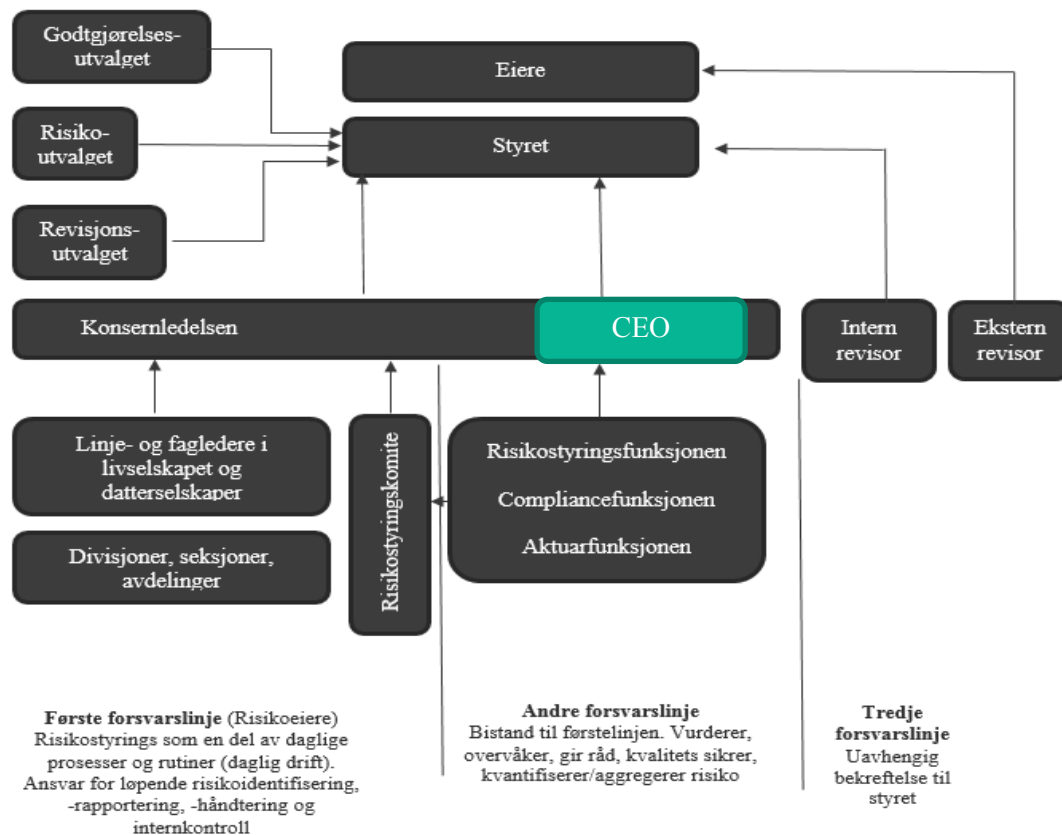 Godtgjørelses-
utvalget
Eiere
Risiko-
utvalget
Styret
Revisjons-
utvalget
Konsernledelsen
CEO
Intern
revisor
Ekstern
revisor
Linje- og fagledere i
livselskapet og
datterselskaper
Divisjoner, seksjoner,
avdelinger
Risikostyringskomite
Risikostyringsfunksjonen
Compliancefunksjonen
Aktuarfunksjonen
Første forsvarslinje (Risikoeiere)
Risikostyrings som en del av daglige
prosesser og rutiner (daglig drift).
Ansvar for løpende risikoidentifisering,
-rapportering, -håndtering og
internkontroll
Andre forsvarslinje
Bistand til førstelinjen. Vurderer,
overvåker, gir råd, kvalitets sikrer,
kvantifiserer/aggregerer risiko
Tredje
forsvarslinje
Uavhengig
bekreftelse til
styret